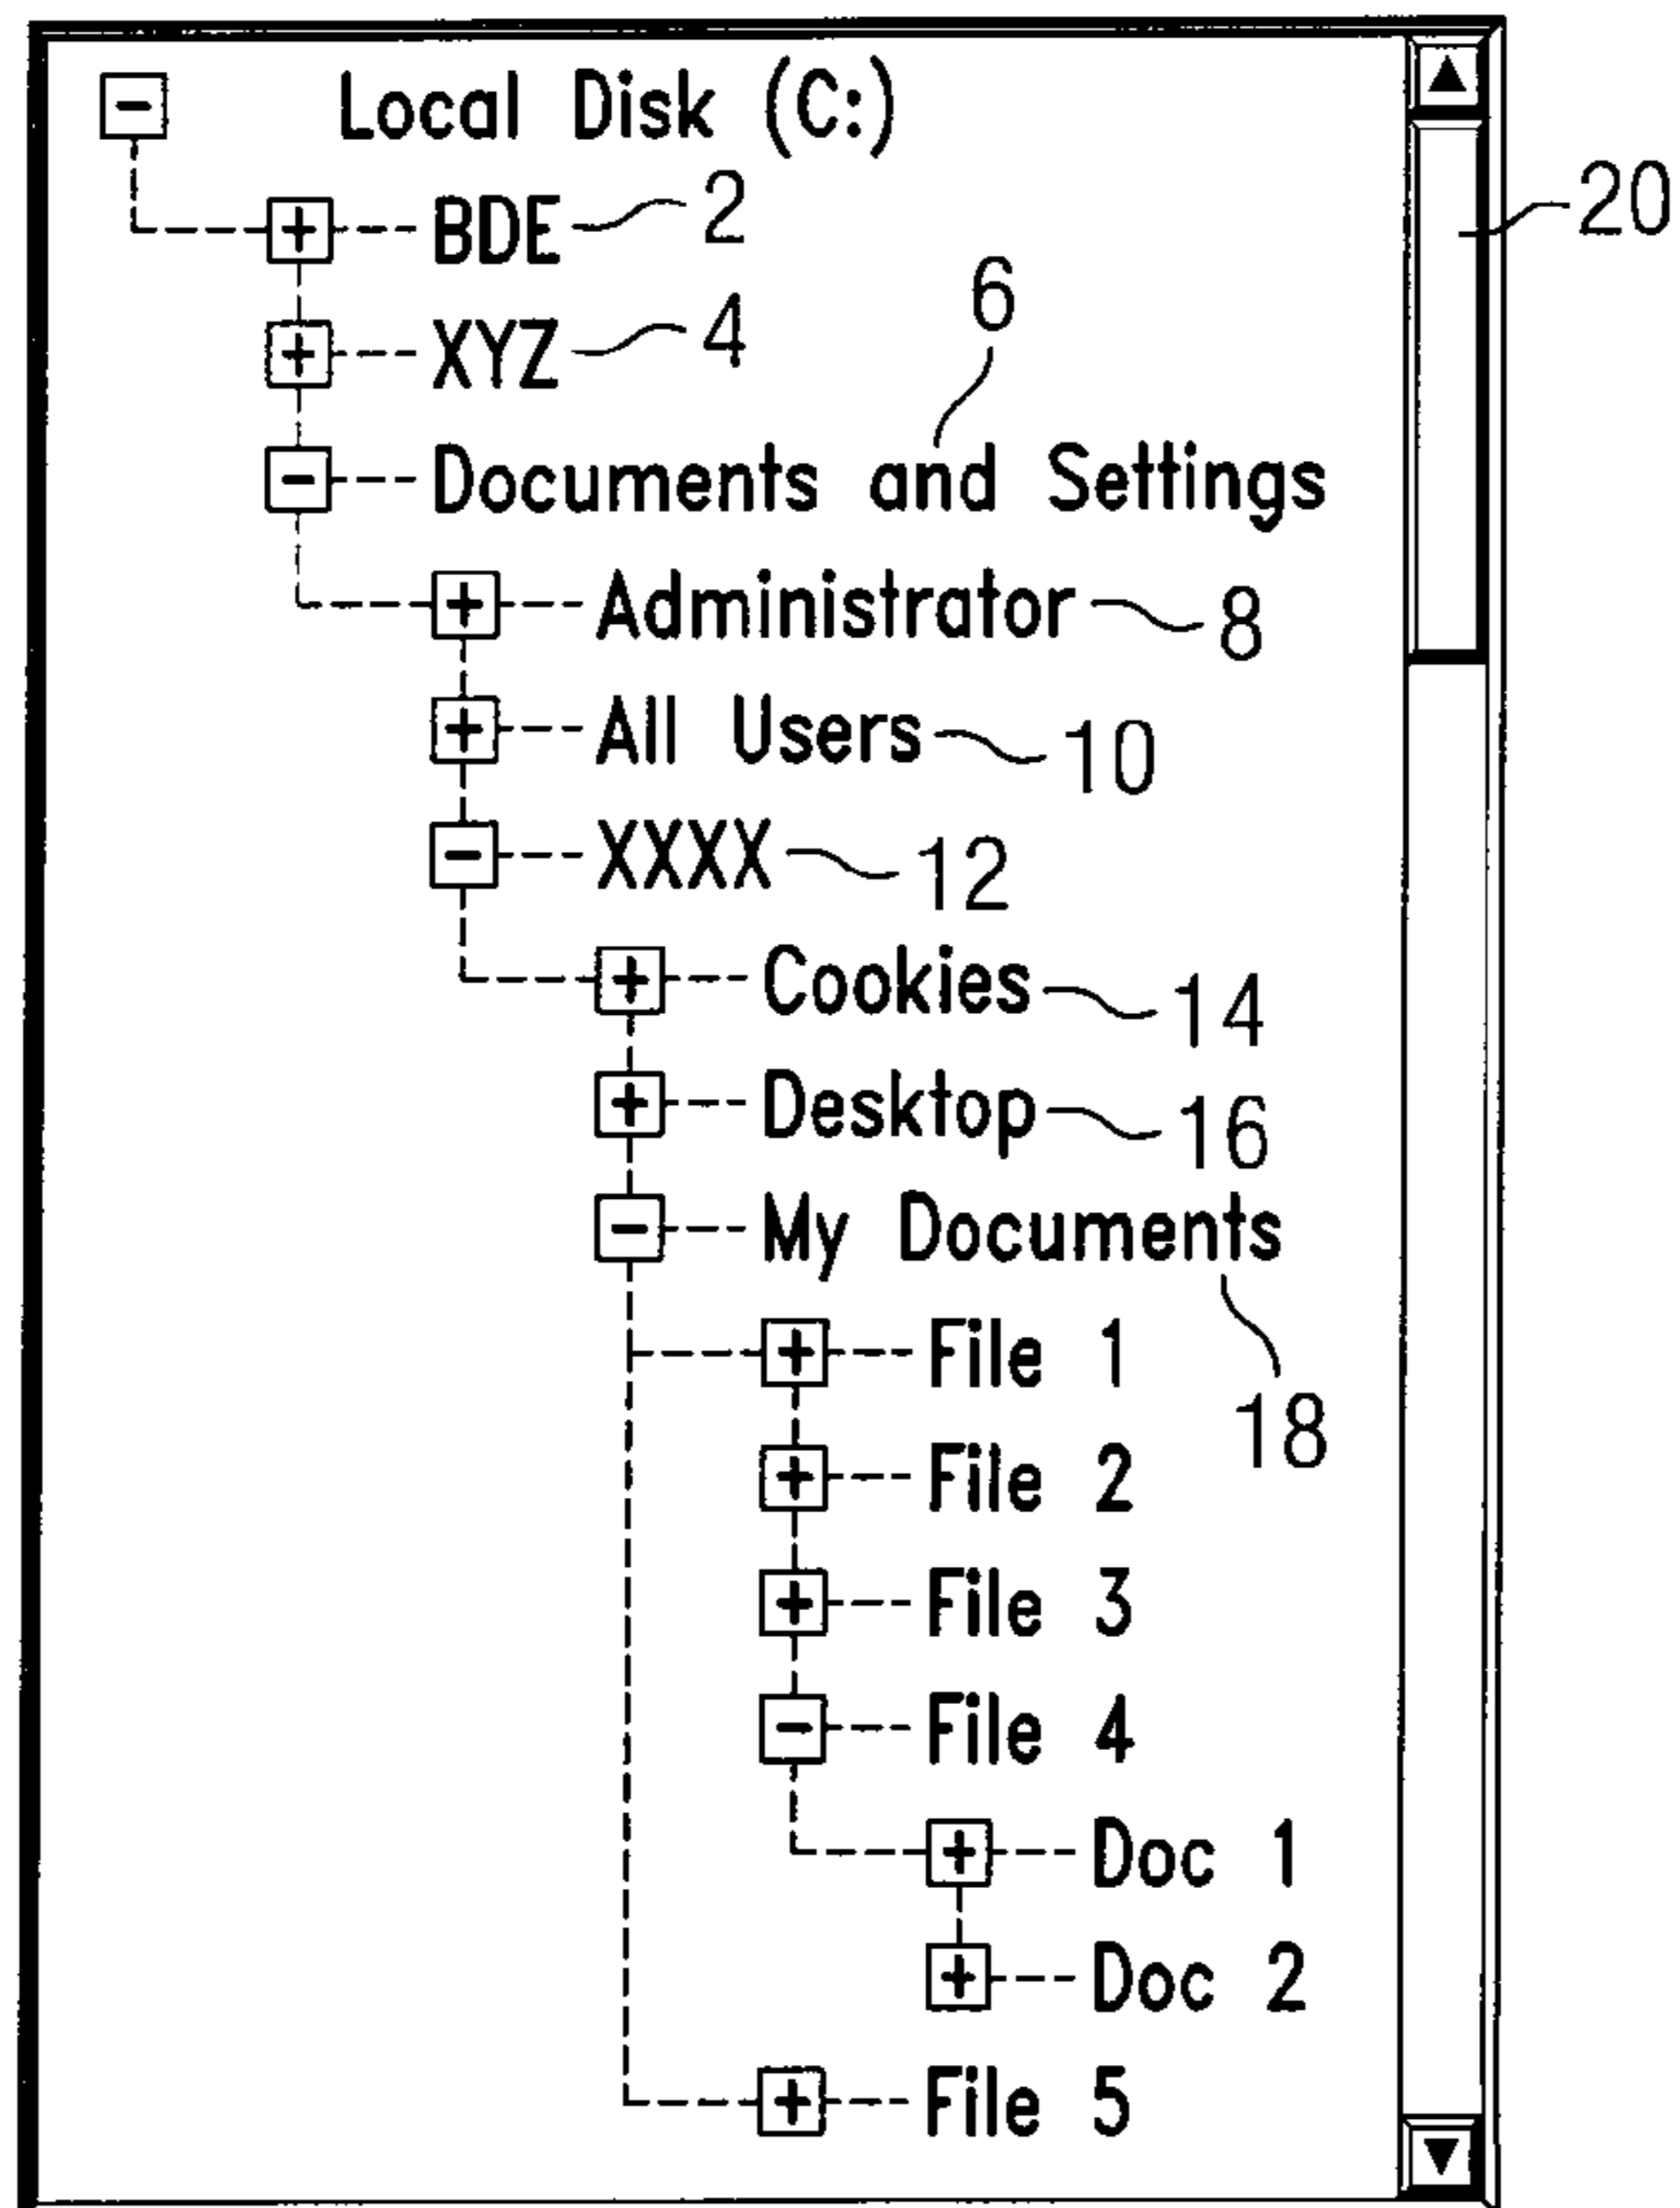 Local Disk (C:)
BDE 2
20
6
XYZ 4
Documents and Settings
Administrator 8
All Users 10
XXXX 12
Cookies 14
Desktop 16
My Documents
File 1
18
File 2
File 3
File 4
Doc 1
Doc 2
File 5